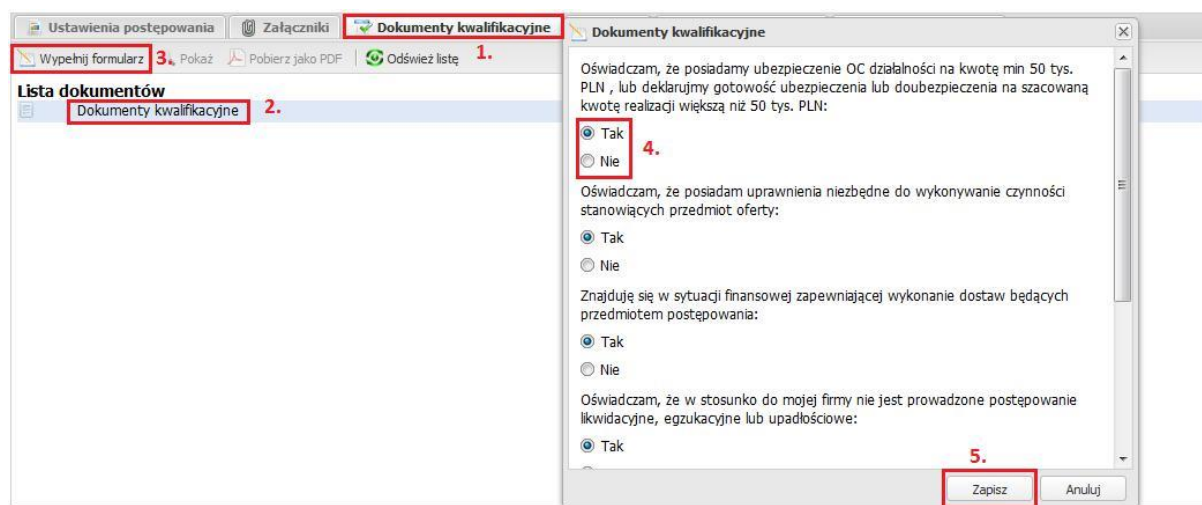 Ustawienia postępowania Załączniki Dokumenty kwalifikacyjne
1.
Wypełnij formularz 3. Pokaż Pobierz jako PDF Odśwież listę
Lista dokumentów
Dokumenty kwalifikacyjne 2.
Dokumenty kwalifikacyjne
Oświadczam, że posiadamy ubezpieczenie OC działalności na kwotę min 50 tys.
PLN , lub deklarujmy gotowość ubezpieczenia lub doubezpieczenia na szacowaną
kwotę realizacji większą niż 50 tys. PLN:
Tak
4.
Nie
Oświadczam, że posiadam uprawnienia niezbędne do wykonywanie czynności
stanowiących przedmiot oferty:
Tak
Nie
Znajduję się w sytuacji finansowej zapewniającej wykonanie dostaw będących
przedmiotem postępowania:
Tak
Nie
Oświadczam, że w stosunko do mojej firmy nie jest prowadzone postępowanie
likwidacyjne, egzukacyjne lub upadłościowe:
Tak
5.
Zapisz Anuluj